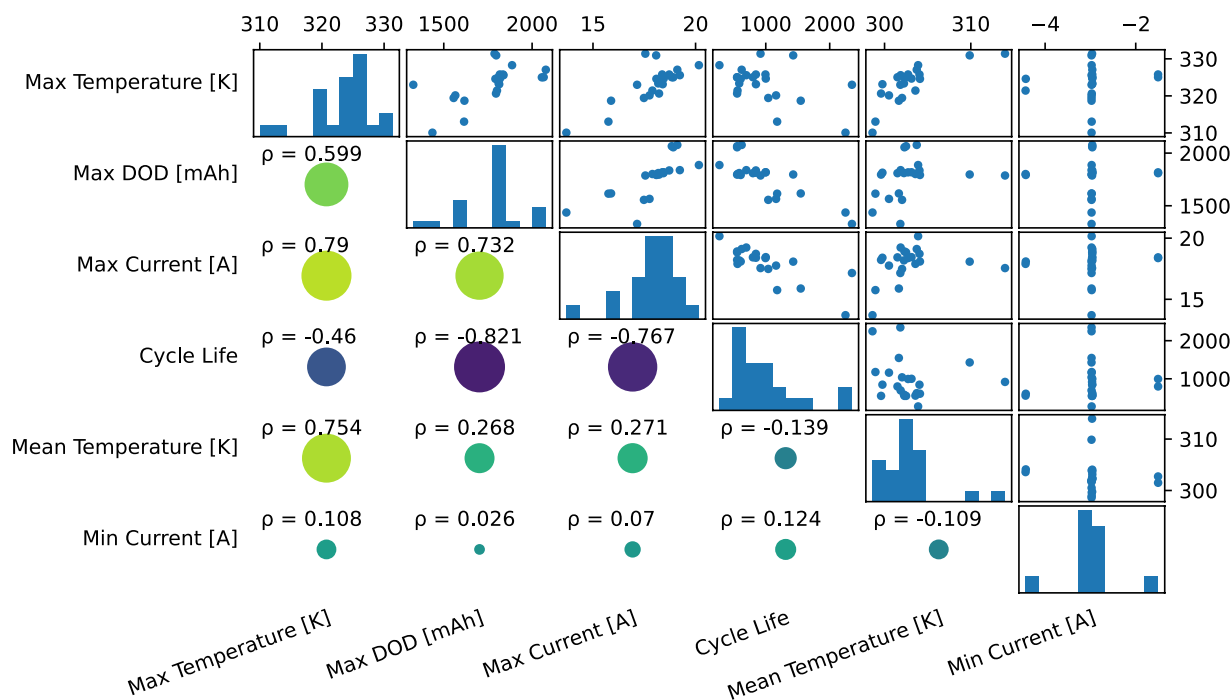 310 320 330 1500 2000 15 20 1000 2000 300 310 −4 −2
Max Temperature [K] 330 320 310
ρ = 0.599
Max DOD [mAh] 2000 1500
ρ = 0.79 ρ = 0.732
Max Current [A] 20 15
ρ = -0.46 ρ = -0.821 ρ = -0.767
Cycle Life 2000 1000
ρ = 0.754 ρ = 0.268 ρ = 0.271 ρ = -0.139
Mean Temperature [K] 310 300
ρ = 0.108 ρ = 0.026 ρ = 0.07 ρ = 0.124 ρ = -0.109
Min Current [A]
Max Temperature [K]
Max DOD [mAh]
Max Current [A]
Cycle Life
Mean Temperature [K]
Min Current [A]